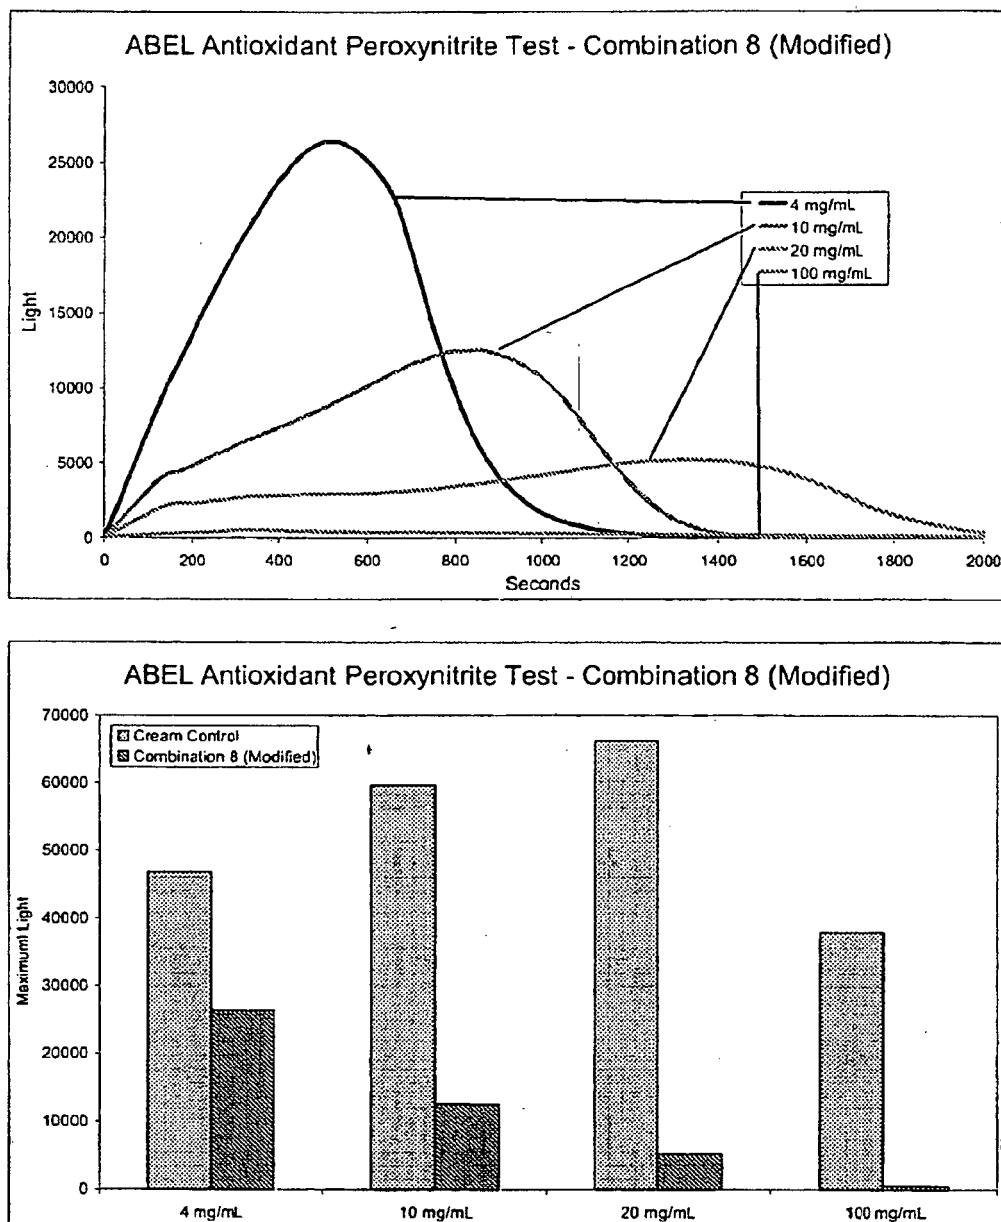 ABEL Antioxidant Peroxynitrite Test - Combination 8 (Modified)
30000
25000
20000
15000
10000
5000
0
Light
4 mg/mL
10 mg/mL
20 mg/mL
100 mg/mL
0 200 400 600 800 1000 1200 1400 1600 1800 2000
Seconds
ABEL Antioxidant Peroxynitrite Test - Combination 8 (Modified)
70000
60000
50000
40000
30000
20000
10000
0
Maximuml Light
Cream Control
Combination 8 (Modified)
4 mg/mL 10 mg/mL 20 mg/mL 100 mg/mL